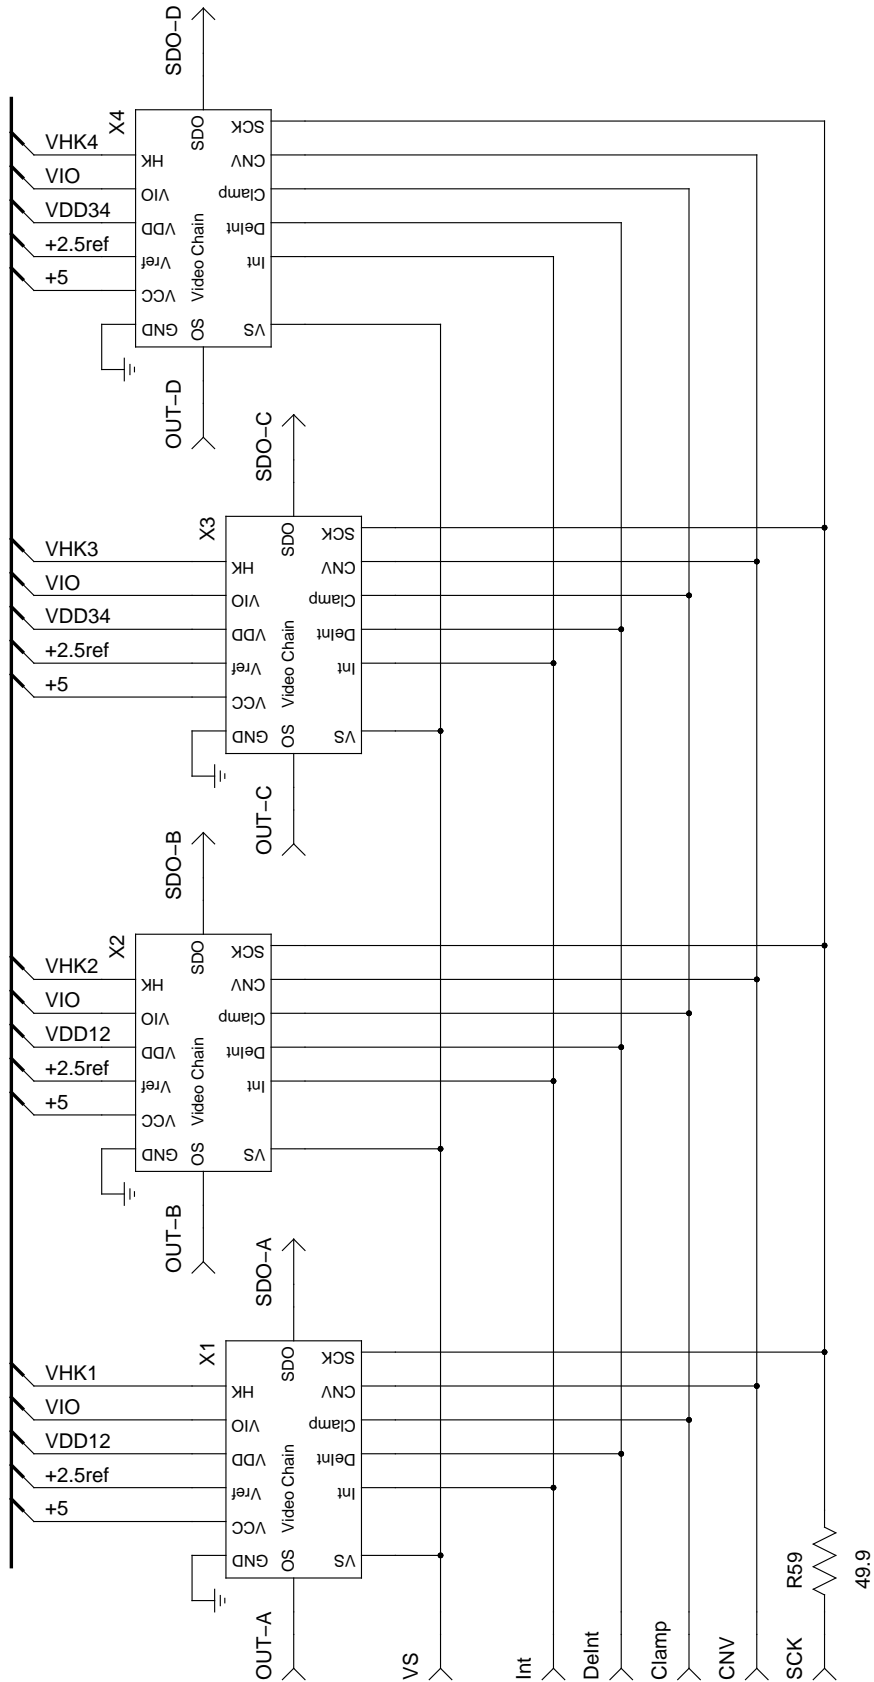 SDO−D
X4
VHK4
VIO
VDD34
+2.5ref
+5
SDO
HK
VIO
VDD
Vref
VCC
GND
OS
Video Chain
SCK
CNV
Clamp
DeInt
Int
VS
OUT−D
SDO−C
X3
VHK3
VIO
VDD34
+2.5ref
+5
SDO
HK
VIO
VDD
Vref
VCC
GND
OS
Video Chain
SCK
CNV
Clamp
DeInt
Int
VS
OUT−C
SDO−B
X2
VHK2
VIO
VDD12
+2.5ref
+5
SDO
HK
VIO
VDD
Vref
VCC
GND
OS
Video Chain
SCK
CNV
Clamp
DeInt
Int
VS
OUT−B
SDO−A
X1
VHK1
VIO
VDD12
+2.5ref
+5
SDO
HK
VIO
VDD
Vref
VCC
GND
OS
Video Chain
SCK
CNV
Clamp
DeInt
Int
VS
OUT−A
VS
Int
DeInt
Clamp
CNV
SCK
R59
49.9